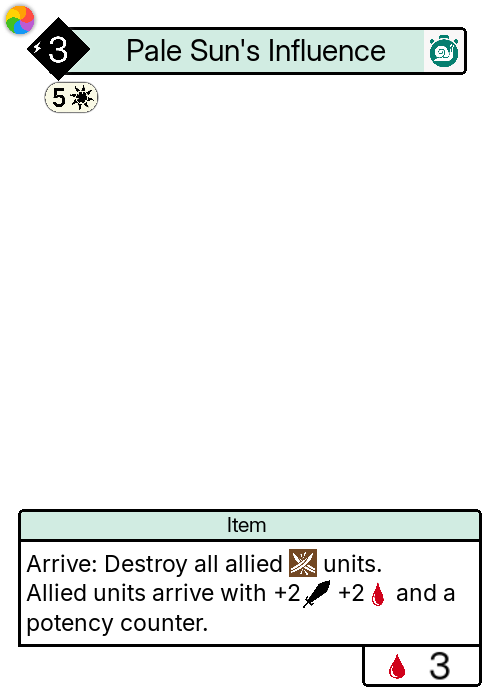 3
Pale Sun's Influence
5
Item
Arrive: Destroy all allied units.
Allied units arrive with +2 +2 and a
potency counter.
3